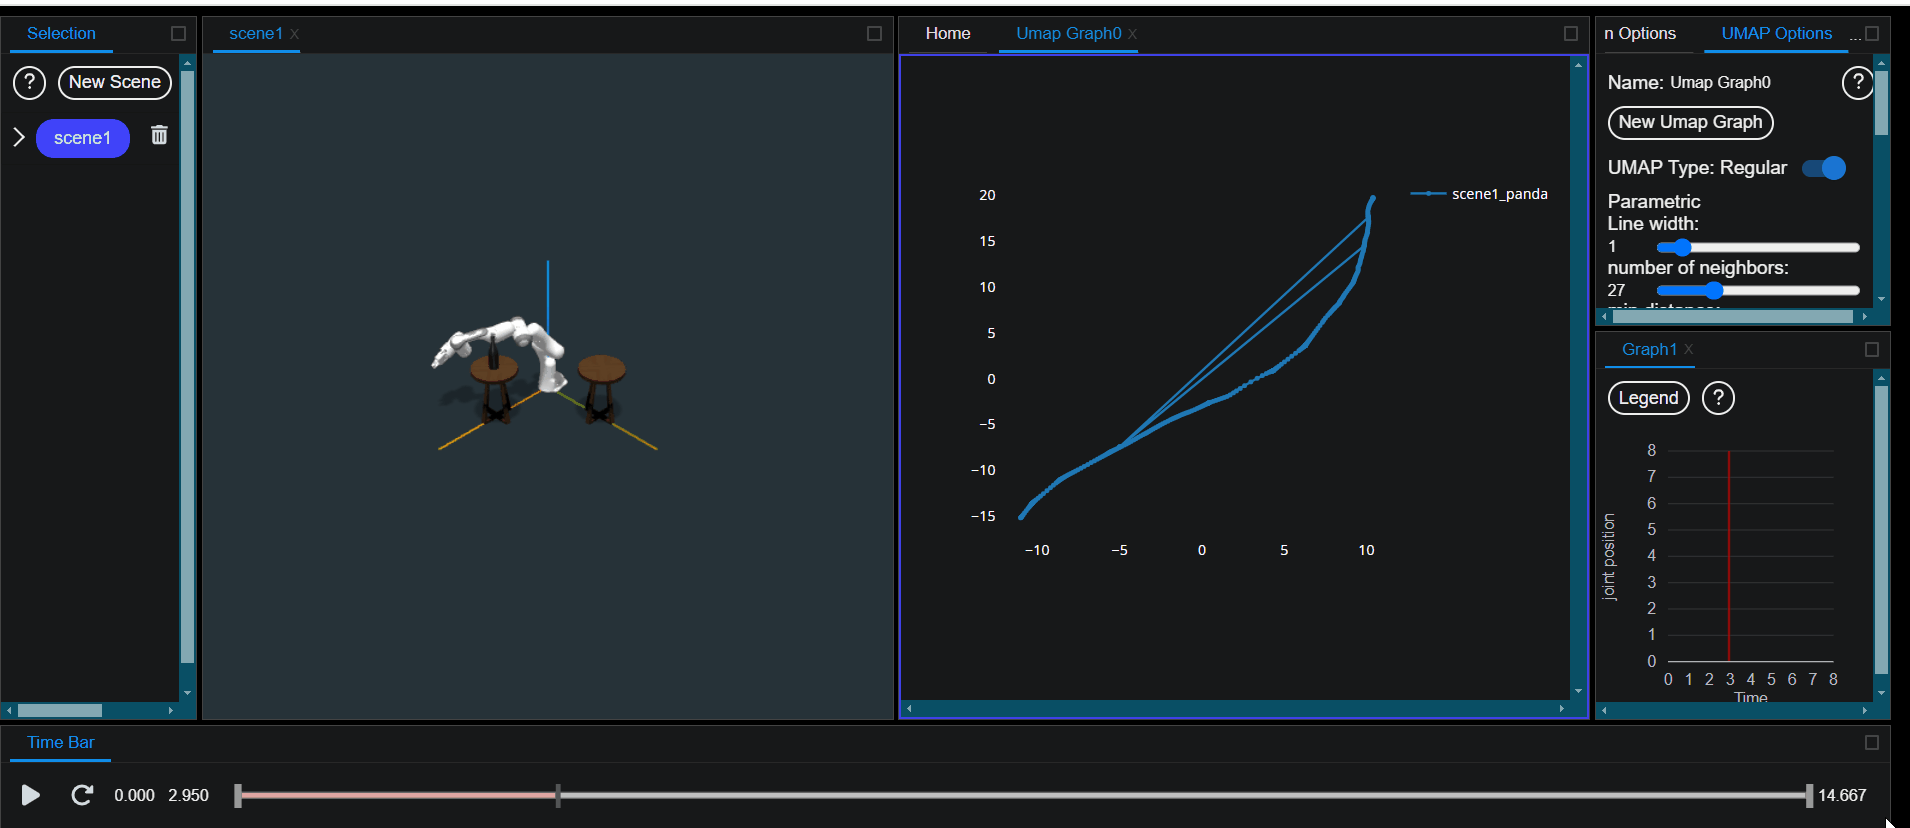 Selection
? New Scene
scene1
scene1 X
Home Umap Graph0 X
20
15
10
5
0
−5
−10
−15
−10 −5 0 5 10
scene1_panda
n Options UMAP Options ...
Name: Umap Graph0 ?
New Umap Graph
UMAP Type: Regular
Parametric
Line width:
1
number of neighbors:
27
min distance:
Graph1 X
Legend ?
joint position
8
7
6
5
4
3
2
1
0
0 1 2 3 4 5 6 7 8
Time
Time Bar
0.000 2.950 14.667